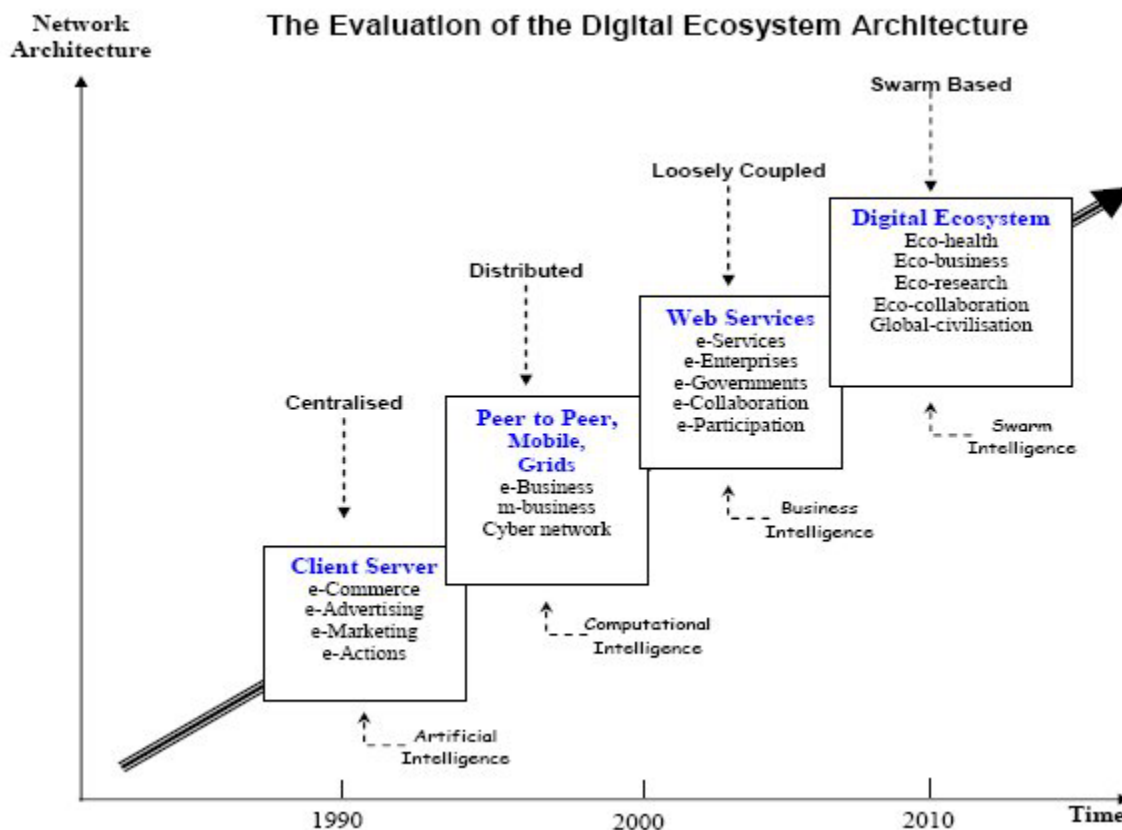 The Evaluation of the Digital Ecosystem Architecture
Network
Architecture
Swarm Based
Loosely Coupled
Digital Ecosystem
Eco-health
Eco-business
Eco-research
Eco-collaboration
Global-civilisation
Distributed
Web Services
e-Services
e-Enterprises
e-Governments
e-Collaboration
e-Participation
Centralised
Peer to Peer,
Mobile,
Grids
e-Business
m-business
Cyber network
Swarm
Intelligence
Business
Intelligence
Client Server
e-Commerce
e-Advertising
e-Marketing
e-Actions
Computational
Intelligence
Artificial
Intelligence
1990
2000
2010
Time